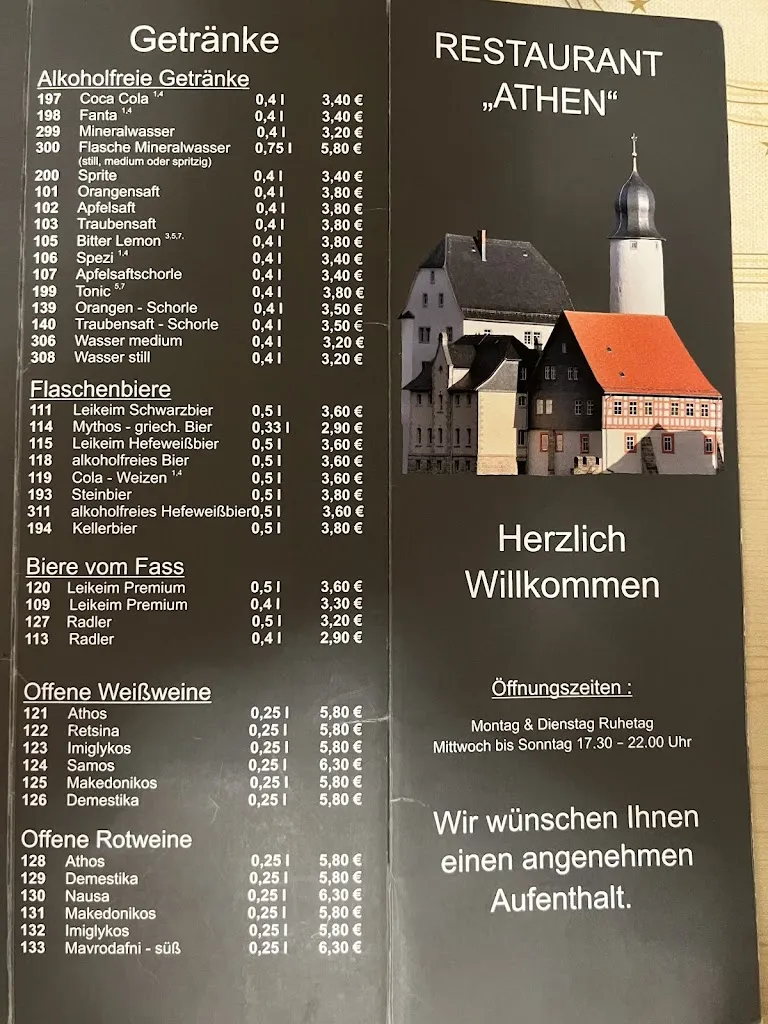 Getränke
Alkoholfreie Getränke
197 Coca Cola 1,4 0,4 l 3,40 €
198 Fanta 1,4 0,4 l 3,40 €
299 Mineralwasser 0,4 l 3,20 €
300 Flasche Mineralwasser 0,75 l 5,80 €
(still, medium oder spritzig)
200 Sprite 0,4 l 3,40 €
101 Orangensaft 0,4 l 3,80 €
102 Apfelsaft 0,4 l 3,80 €
103 Traubensaft 0,4 l 3,80 €
105 Bitter Lemon 3,5,7, 0,4 l 3,80 €
106 Spezi 1,4 0,4 l 3,40 €
107 Apfelsaftschorle 0,4 l 3,40 €
199 Tonic 5,7 0,4 l 3,80 €
139 Orangen - Schorle 0,4 l 3,50 €
140 Traubensaft - Schorle 0,4 l 3,50 €
306 Wasser medium 0,4 l 3,20 €
308 Wasser still 0,4 l 3,20 €
Flaschenbiere
111 Leikeim Schwarzbier 0,5 l 3,60 €
114 Mythos - griech. Bier 0,33 l 2,90 €
115 Leikeim Hefeweißbier 0,5 l 3,60 €
118 alkoholfreies Bier 0,5 l 3,60 €
119 Cola - Weizen 1,4 0,5 l 3,60 €
193 Steinbier 0,5 l 3,80 €
311 alkoholfreies Hefeweißbier 0,5 l 3,60 €
194 Kellerbier 0,5 l 3,80 €
Biere vom Fass
120 Leikeim Premium 0,5 l 3,60 €
109 Leikeim Premium 0,4 l 3,30 €
127 Radler 0,5 l 3,20 €
113 Radler 0,4 l 2,90 €
Offene Weißweine
121 Athos 0,25 l 5,80 €
122 Retsina 0,25 l 5,80 €
123 Imiglykos 0,25 l 5,80 €
124 Samos 0,25 l 6,30 €
125 Makedonikos 0,25 l 5,80 €
126 Demestika 0,25 l 5,80 €
Offene Rotweine
128 Athos 0,25 l 5,80 €
129 Demestika 0,25 l 5,80 €
130 Nausa 0,25 l 6,30 €
131 Makedonikos 0,25 l 5,80 €
132 Imiglykos 0,25 l 5,80 €
133 Mavrodafni - süß 0,25 l 6,30 €
RESTAURANT
„ATHEN“
Herzlich
Willkommen
Öffnungszeiten :
Montag & Dienstag Ruhetag
Mittwoch bis Sonntag 17.30 – 22.00 Uhr
Wir wünschen Ihnen
einen angenehmen
Aufenthalt.